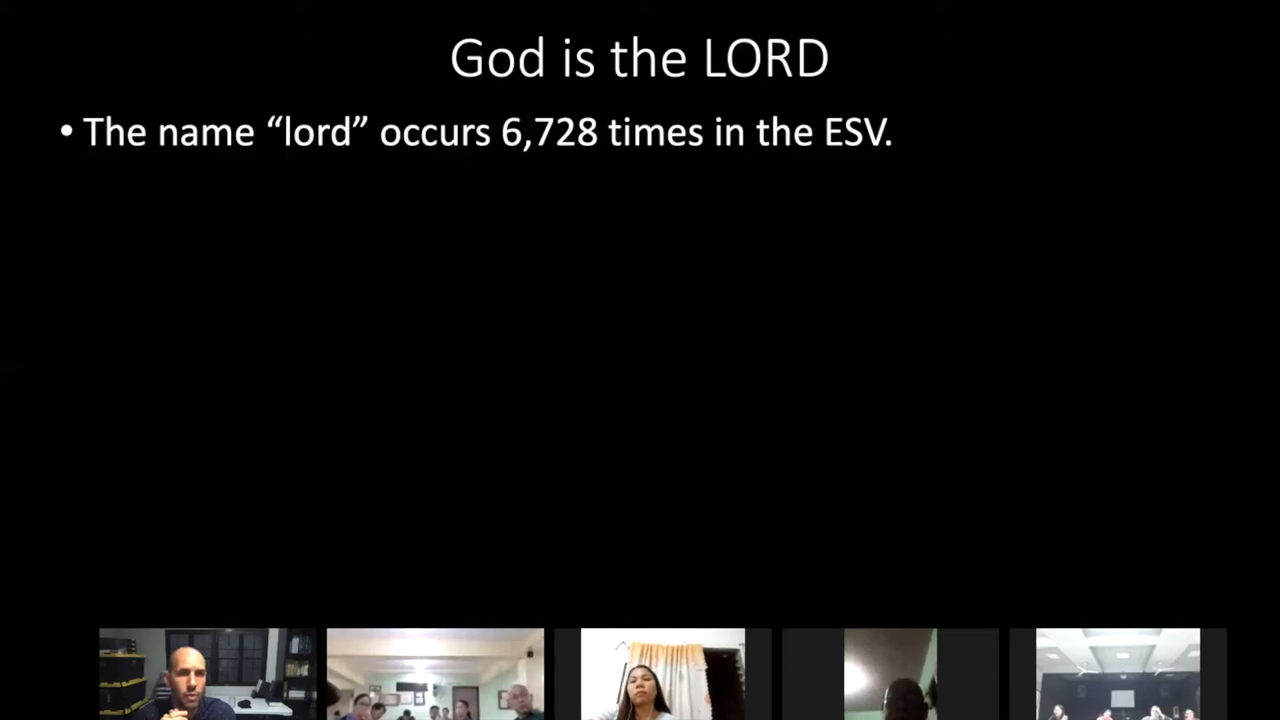 God is the LORD
• The name “lord” occurs 6,728 times in the ESV.